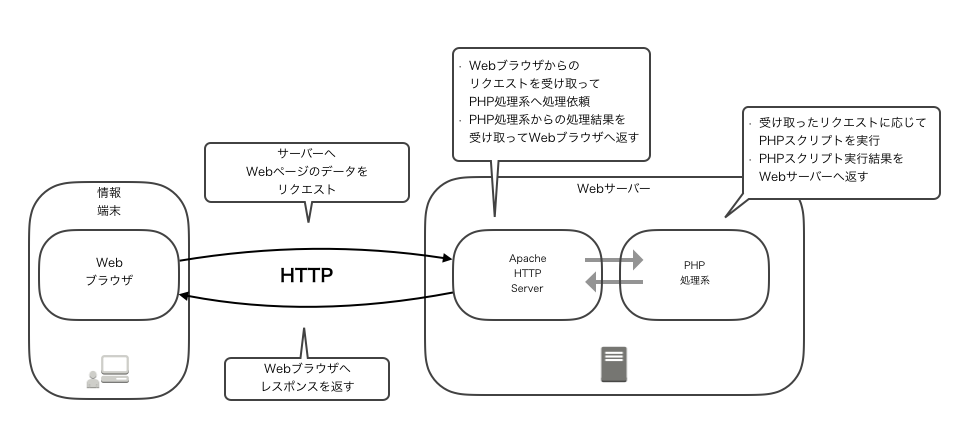 ・ Webブラウザからの
リクエストを受け取って
PHP処理系へ処理依頼
・ PHP処理系からの処理結果を
受け取ってWebブラウザへ返す
・ 受け取ったリクエストに応じて
PHPスクリプトを実行
・ PHPスクリプト実行結果を
Webサーバーへ返す
サーバーへ
Webページのデータを
リクエスト
情報
端末
Webサーバー
Web
ブラウザ
HTTP
Apache
HTTP
Server
PHP
処理系
Webブラウザへ
レスポンスを返す